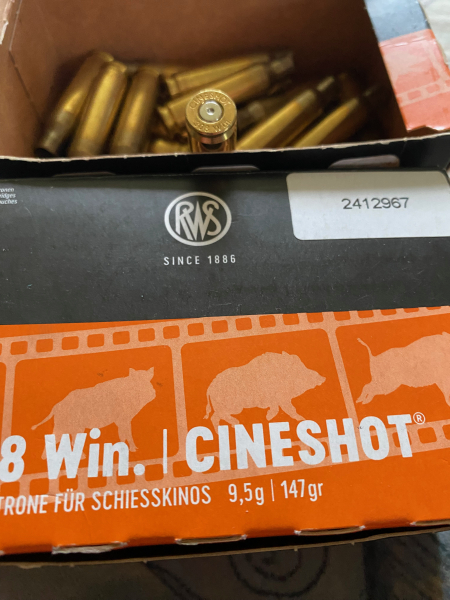 RWS
SINCE 1886
2412967
8 Win. | CINESHOT®
TRONE FÜR SCHIESSKINOS 9,5g | 147gr